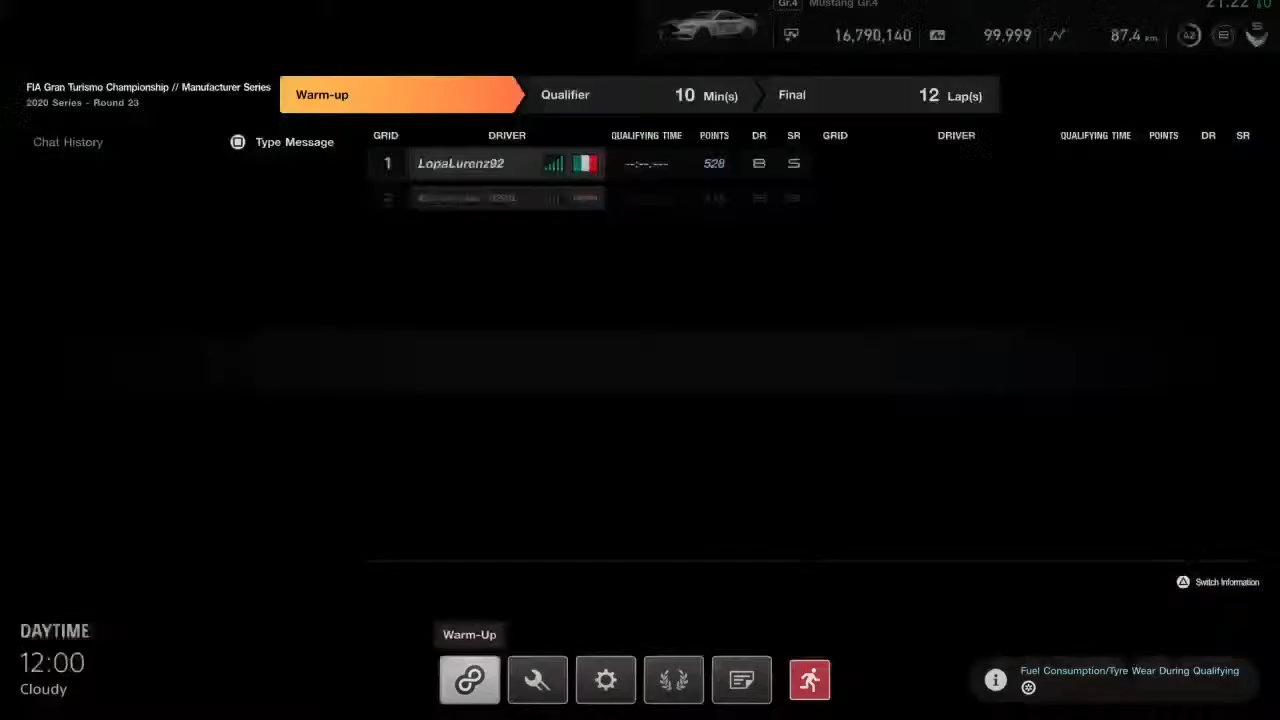 Gr.4 Mustang Gr.4
16,790,140 99,999 87.4 42 B S
FIA Gran Turismo Championship // Manufacturer Series
2020 Series - Round 23
Warm-up
Qualifier 10 Min(s)
Final 12 Lap(s)
Chat History
Type Message
GRID DRIVER QUALIFYING TIME POINTS DR SR GRID DRIVER QUALIFYING TIME POINTS DR SR
1 LopaLurenz92 --:--.--- 528 B S
2
Switch Information
DAYTIME
12:00
Cloudy
Warm-Up
Fuel Consumption/Tyre Wear During Qualifying